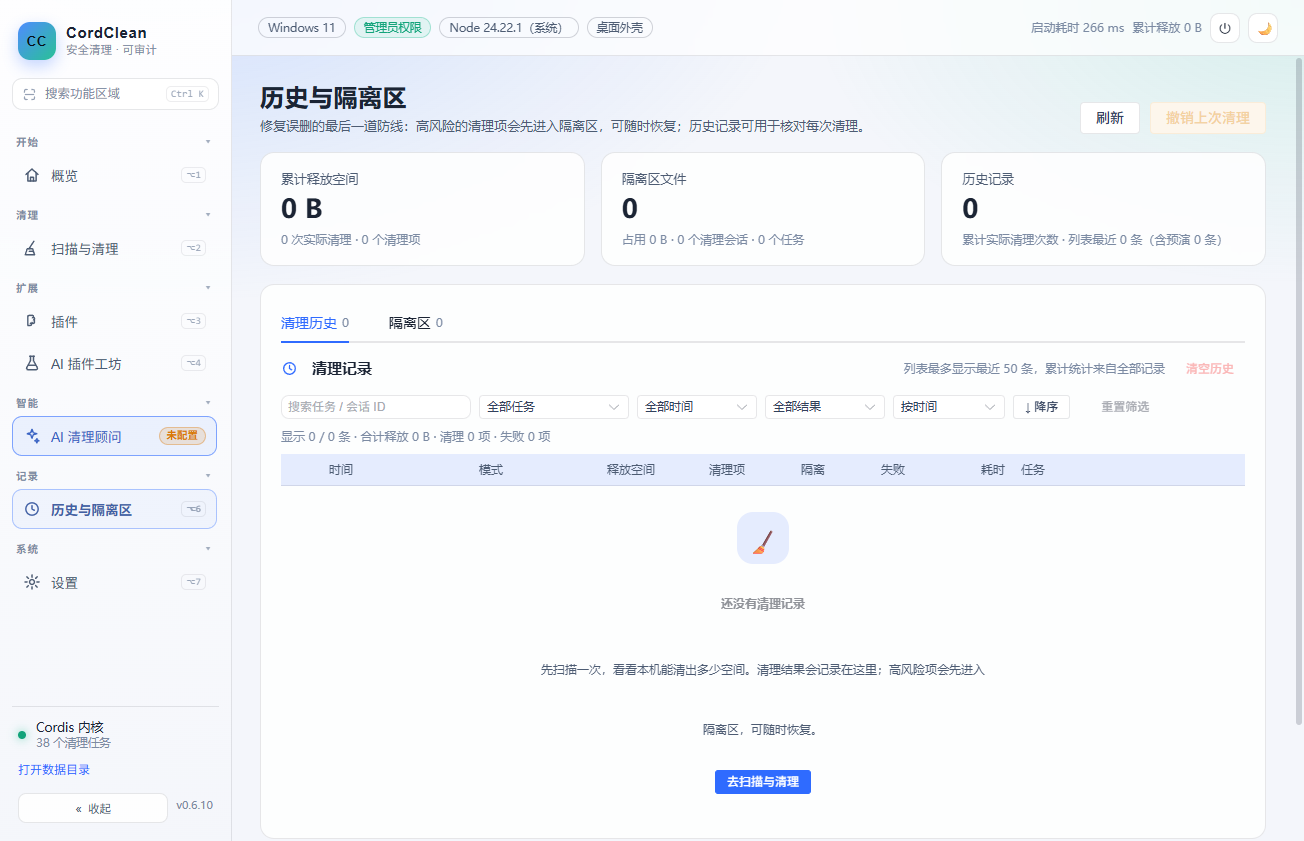 CC
CordClean
安全清理 · 可审计
搜索功能区域
Ctrl K
开始
概览
⌥1
清理
扫描与清理
⌥2
扩展
插件
⌥3
AI 插件工坊
⌥4
智能
AI 清理顾问
未配置
记录
历史与隔离区
⌥6
系统
设置
⌥7
Cordis 内核
38 个清理任务
打开数据目录
« 收起
v0.6.10
Windows 11
管理员权限
Node 24.22.1（系统）
桌面外壳
启动耗时 266 ms 累计释放 0 B
历史与隔离区
修复误删的最后一道防线：高风险的清理项会先进入隔离区，可随时恢复；历史记录可用于核对每次清理。
刷新
撤销上次清理
累计释放空间
0 B
0 次实际清理 · 0 个清理项
隔离区文件
0
占用 0 B · 0 个清理会话 · 0 个任务
历史记录
0
累计实际清理次数 · 列表最近 0 条（含预演 0 条）
清理历史 0
隔离区 0
清理记录
列表最多显示最近 50 条，累计统计来自全部记录
清空历史
搜索任务 / 会话 ID
全部任务
全部时间
全部结果
按时间
↓ 降序
重置筛选
显示 0 / 0 条 · 合计释放 0 B · 清理 0 项 · 失败 0 项
时间 模式 释放空间 清理项 隔离 失败 耗时 任务
还没有清理记录
先扫描一次，看看本机能清出多少空间。清理结果会记录在这里；高风险项会先进入
隔离区，可随时恢复。
去扫描与清理